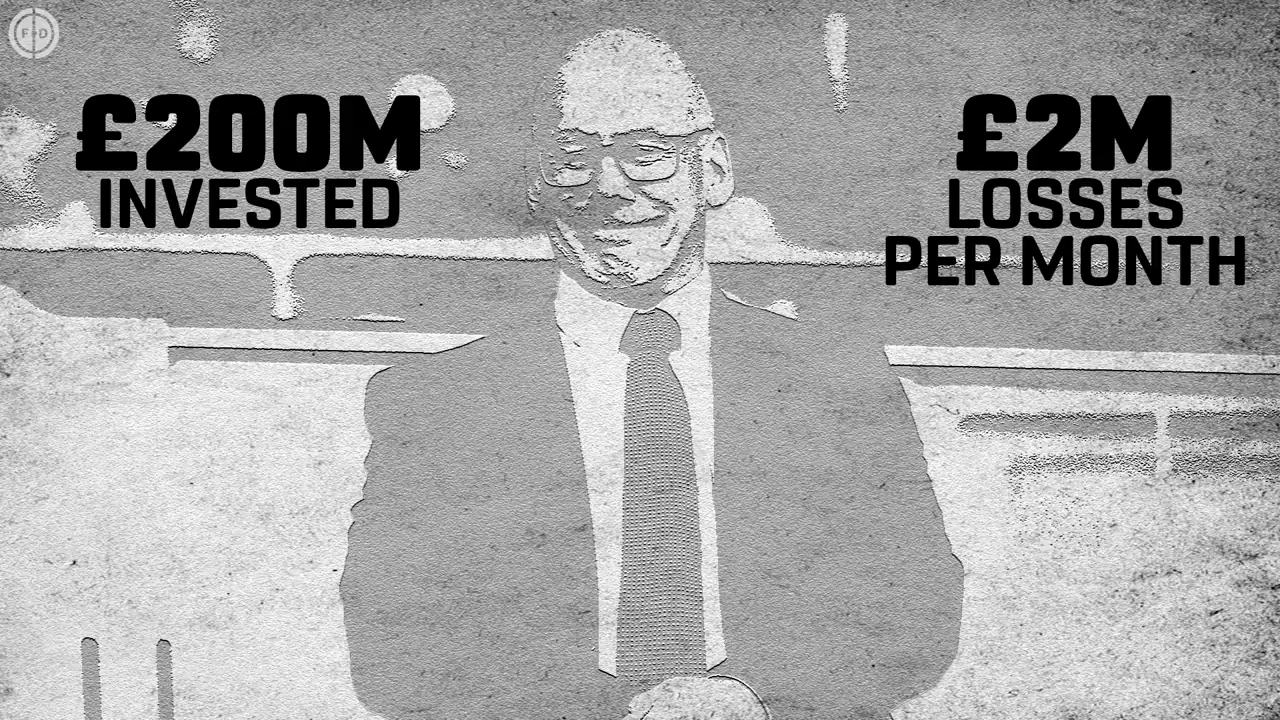 F D
£200M
INVESTED
£2M
LOSSES
PER MONTH